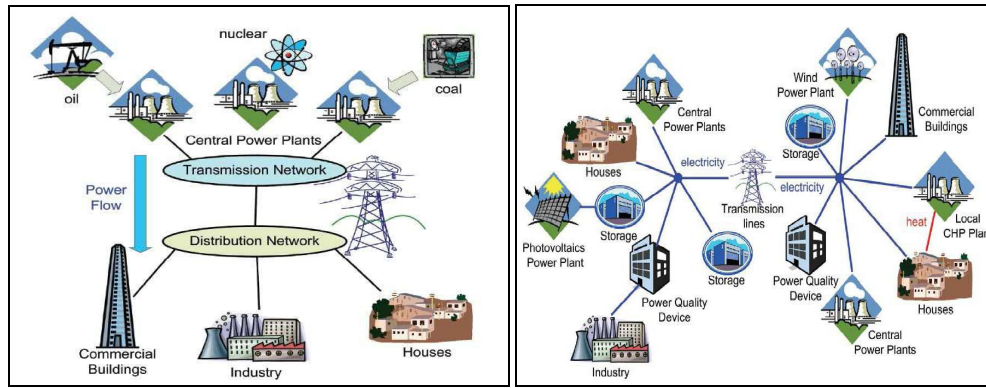 nuclear
oil
coal
Central Power Plants
Transmission Network
Power
Flow
Distribution Network
Commercial
Buildings
Industry
Houses
Central
Power Plants
Wind
Power Plant
Commercial
Buildings
Storage
Houses
electricity
electricity
Transmission
lines
heat
Local
CHP Plant
Photovoltaics
Power Plant
Storage
Storage
Power Quality
Device
Power Quality
Device
Houses
Industry
Central
Power Plants